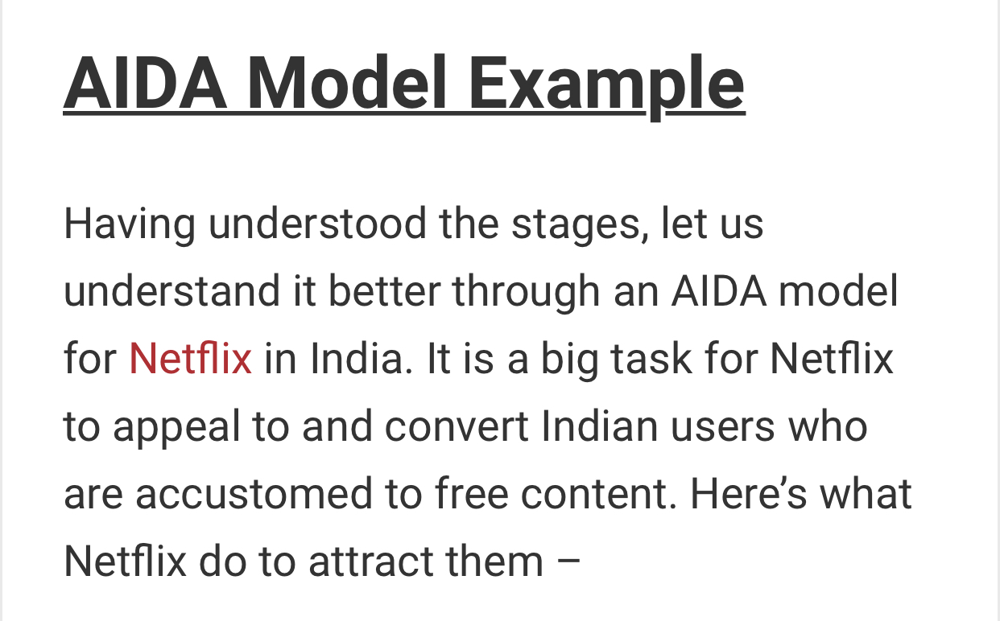 AIDA Model Example
Having understood the stages, let us
understand it better through an AIDA model
for Netflix in India. It is a big task for Netflix
to appeal to and convert Indian users who
are accustomed to free content. Here’s what
Netflix do to attract them –